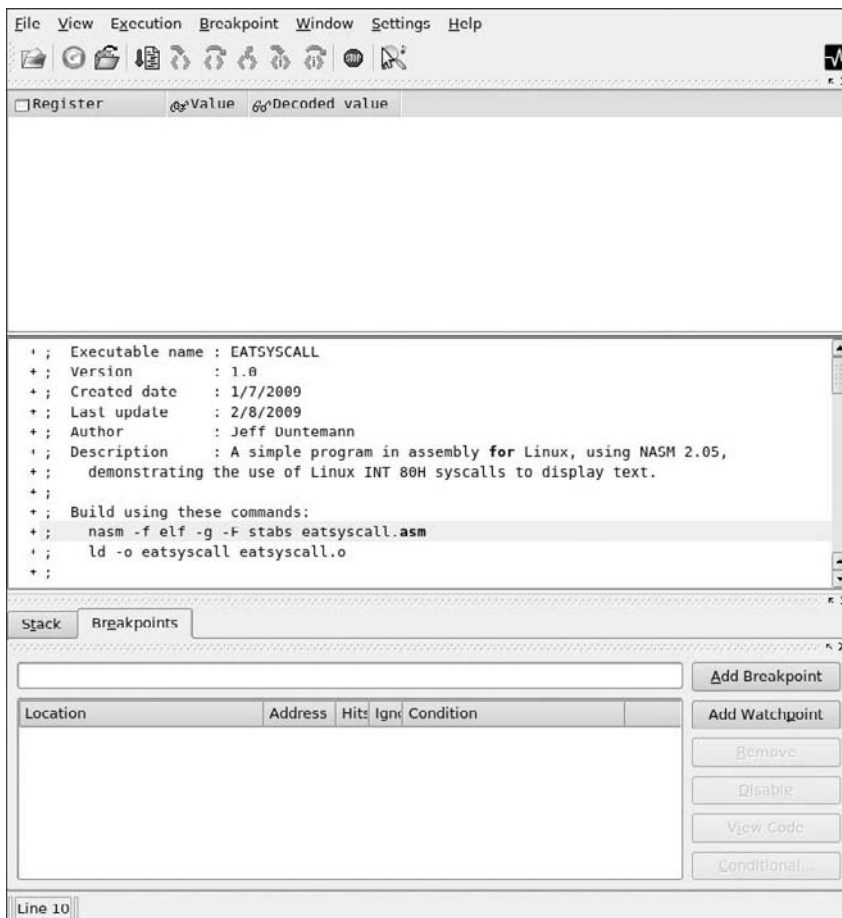 File View Execution Breakpoint Window Settings Help
STOP
Register Value Decoded value
+ ; Executable name : EATSYSCALL
+ ; Version : 1.0
+ ; Created date : 1/7/2009
+ ; Last update : 2/8/2009
+ ; Author : Jeff Duntemann
+ ; Description : A simple program in assembly for Linux, using NASM 2.05,
+ ; demonstrating the use of Linux INT 80H syscalls to display text.
+ ;
+ ; Build using these commands:
+ ; nasm -f elf -g -F stabs eatsyscall.asm
+ ; ld -o eatsyscall eatsyscall.o
+ ;
Stack Breakpoints
Add Breakpoint
Location Address Hits Igno Condition
Add Watchpoint
Remove
Disable
View Code
Conditional...
Line 10